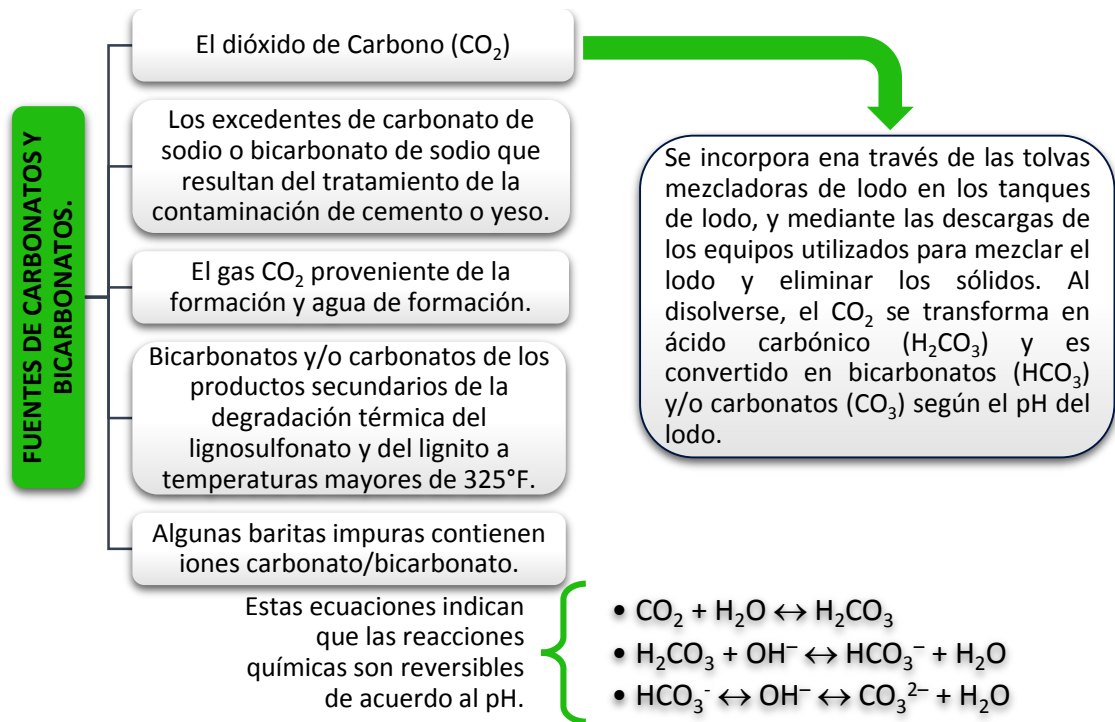 FUENTES DE CARBONATOS Y
BICARBONATOS.
El dióxido de Carbono (CO₂)
Los excedentes de carbonato de
sodio o bicarbonato de sodio que
resultan del tratamiento de la
contaminación de cemento o yeso.
El gas CO₂ proveniente de la
formación y agua de formación.
Bicarbonatos y/o carbonatos de los
productos secundarios de la
degradación térmica del
lignosulfonato y del lignito a
temperaturas mayores de 325°F.
Algunas baritas impuras contienen
iones carbonato/bicarbonato.
Se incorpora ena través de las tolvas
mezcladoras de lodo en los tanques
de lodo, y mediante las descargas de
los equipos utilizados para mezclar el
lodo y eliminar los sólidos. Al
disolverse, el CO₂ se transforma en
ácido carbónico (H₂CO₃) y es
convertido en bicarbonatos (HCO₃)
y/o carbonatos (CO₃) según el pH del
lodo.
Estas ecuaciones indican
que las reacciones
químicas son reversibles
de acuerdo al pH.
• CO₂ + H₂O ↔ H₂CO₃
• H₂CO₃ + OH⁻ ↔ HCO₃⁻ + H₂O
• HCO₃⁻ ↔ OH⁻ ↔ CO₃²⁻ + H₂O